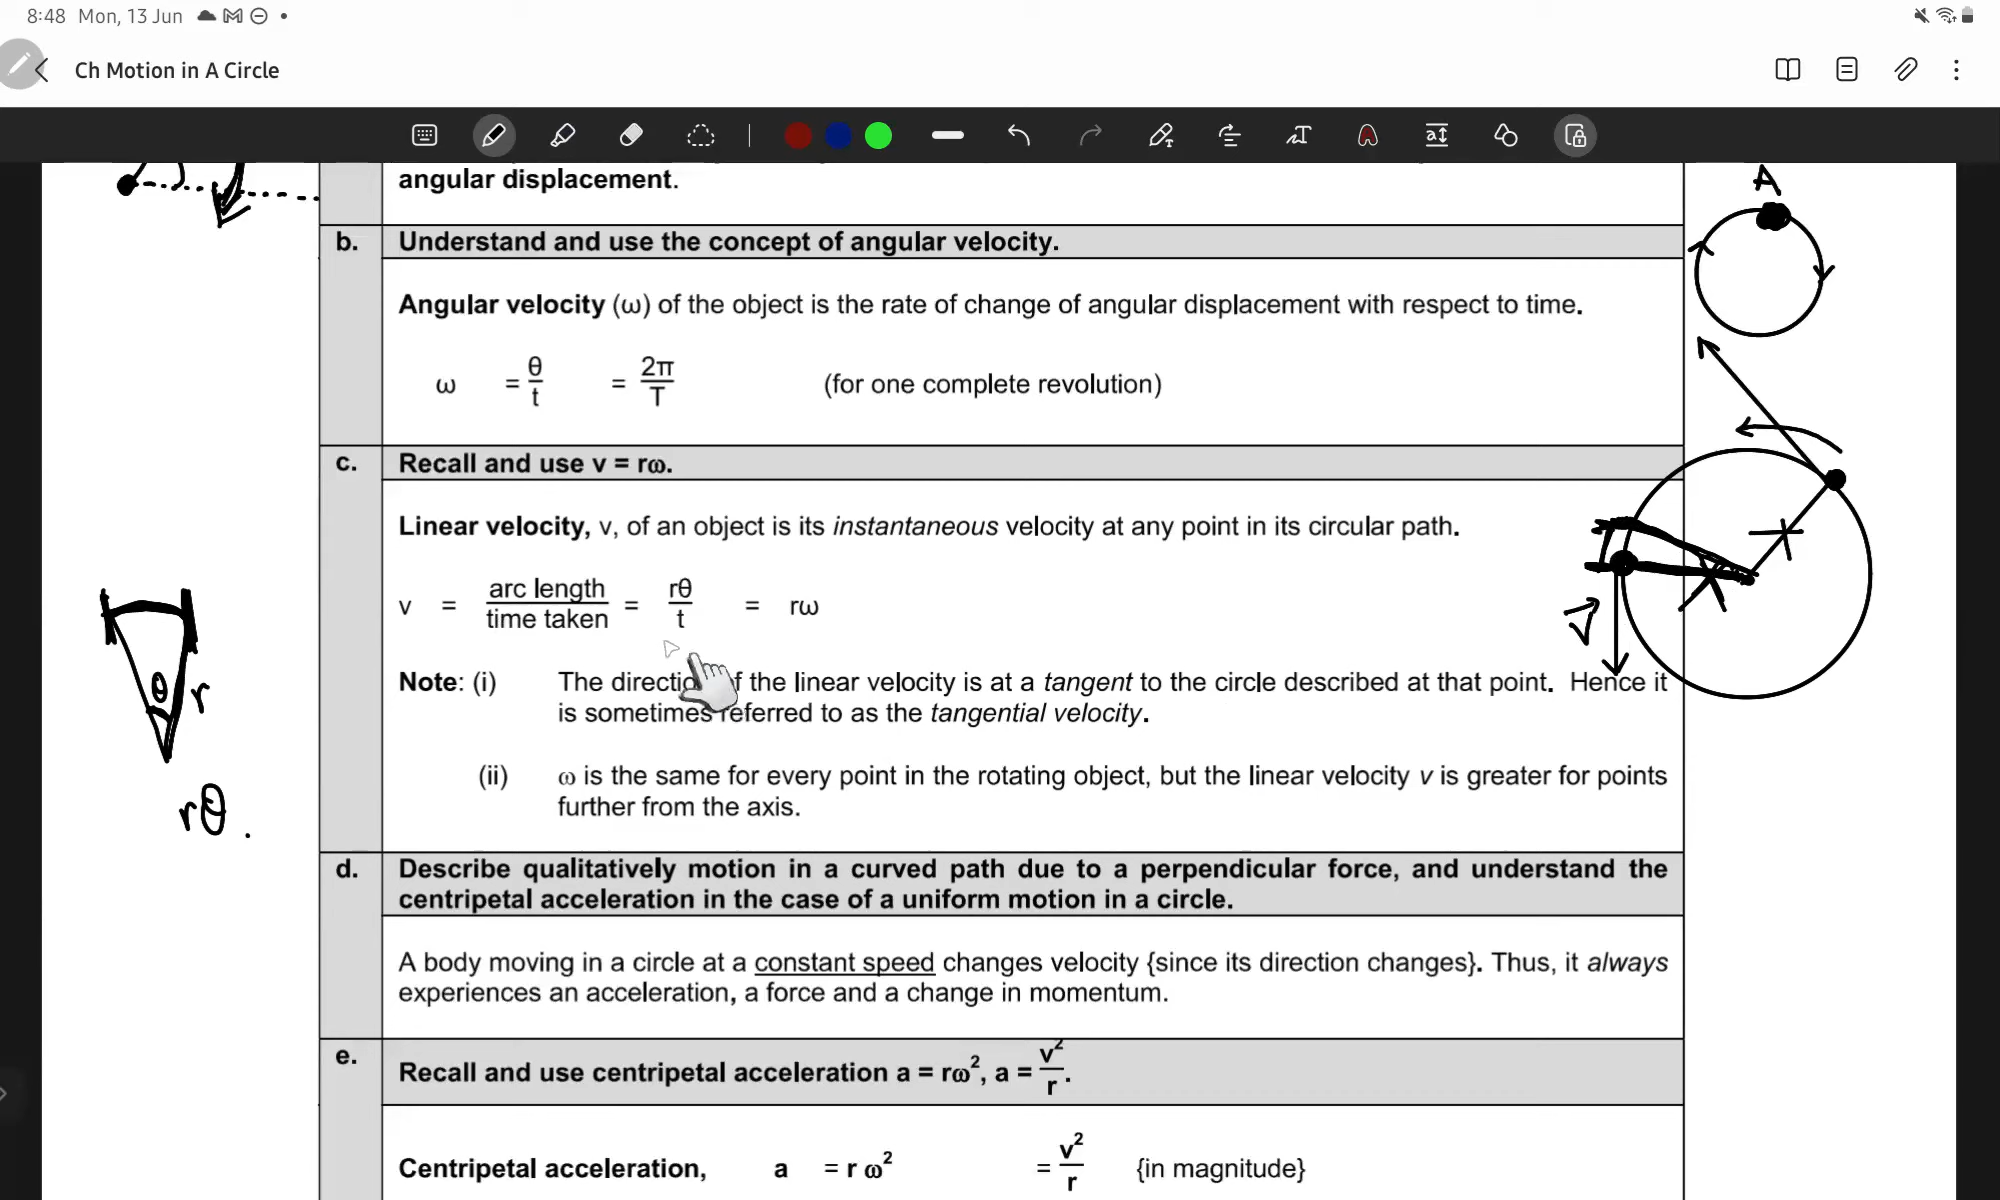 8:48 Mon, 13 Jun
Ch Motion in A Circle
angular displacement.
A
b. Understand and use the concept of angular velocity.
Angular velocity (ω) of the object is the rate of change of angular displacement with respect to time.
ω = θ/t = 2π/T (for one complete revolution)
c. Recall and use v = rω.
Linear velocity, v, of an object is its instantaneous velocity at any point in its circular path.
v = arc length/time taken = rθ/t = rω
v
θ r
rθ.
Note: (i) The direction of the linear velocity is at a tangent to the circle described at that point. Hence it
is sometimes referred to as the tangential velocity.
(ii) ω is the same for every point in the rotating object, but the linear velocity v is greater for points
further from the axis.
d. Describe qualitatively motion in a curved path due to a perpendicular force, and understand the
centripetal acceleration in the case of a uniform motion in a circle.
A body moving in a circle at a constant speed changes velocity {since its direction changes}. Thus, it always
experiences an acceleration, a force and a change in momentum.
e. Recall and use centripetal acceleration a = rω², a = v²/r.
Centripetal acceleration, a = r ω² = v²/r {in magnitude}